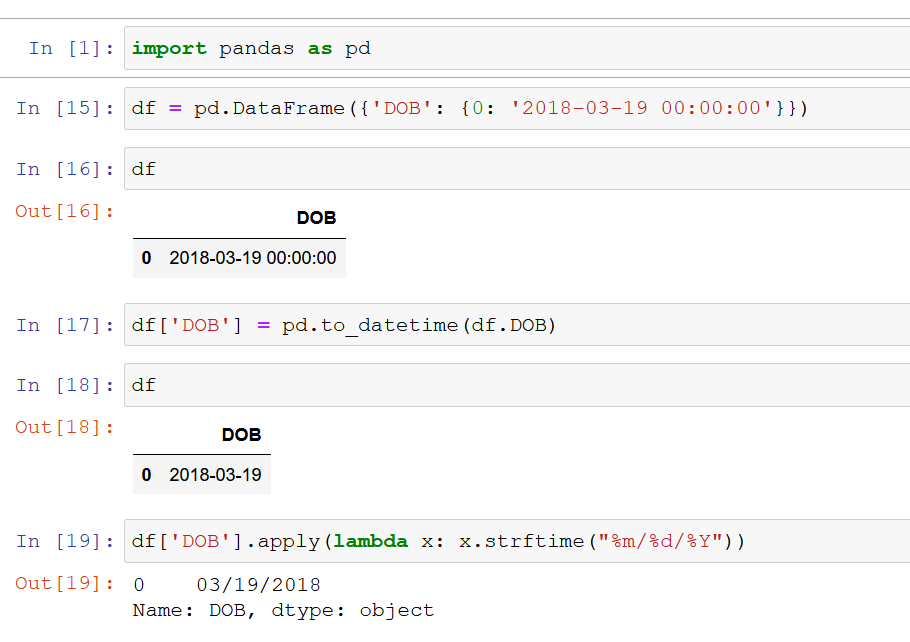 In [1]: import pandas as pd
In [15]: df = pd.DataFrame({'DOB': {0: '2018-03-19 00:00:00'}})
In [16]: df
Out[16]:
DOB
0 2018-03-19 00:00:00
In [17]: df['DOB'] = pd.to_datetime(df.DOB)
In [18]: df
Out[18]:
DOB
0 2018-03-19
In [19]: df['DOB'].apply(lambda x: x.strftime("%m/%d/%Y"))
Out[19]: 0    03/19/2018
Name: DOB, dtype: object